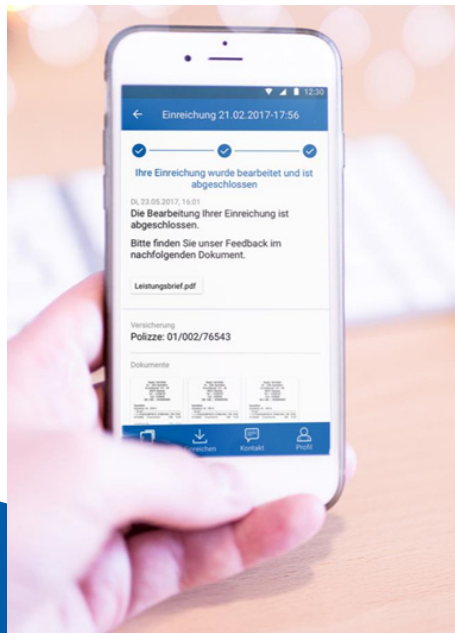 12:30
Einreichung 21.02.2017-17:56
Ihre Einreichung wurde bearbeitet und ist
abgeschlossen
Di, 23.05.2017, 16:01
Die Bearbeitung Ihrer Einreichung ist
abgeschlossen.
Bitte finden Sie unser Feedback im
nachfolgenden Dokument.
Leistungsbrief.pdf
Versicherung
Polizze: 01/002/76543
Dokumente
Kontakt
Profil